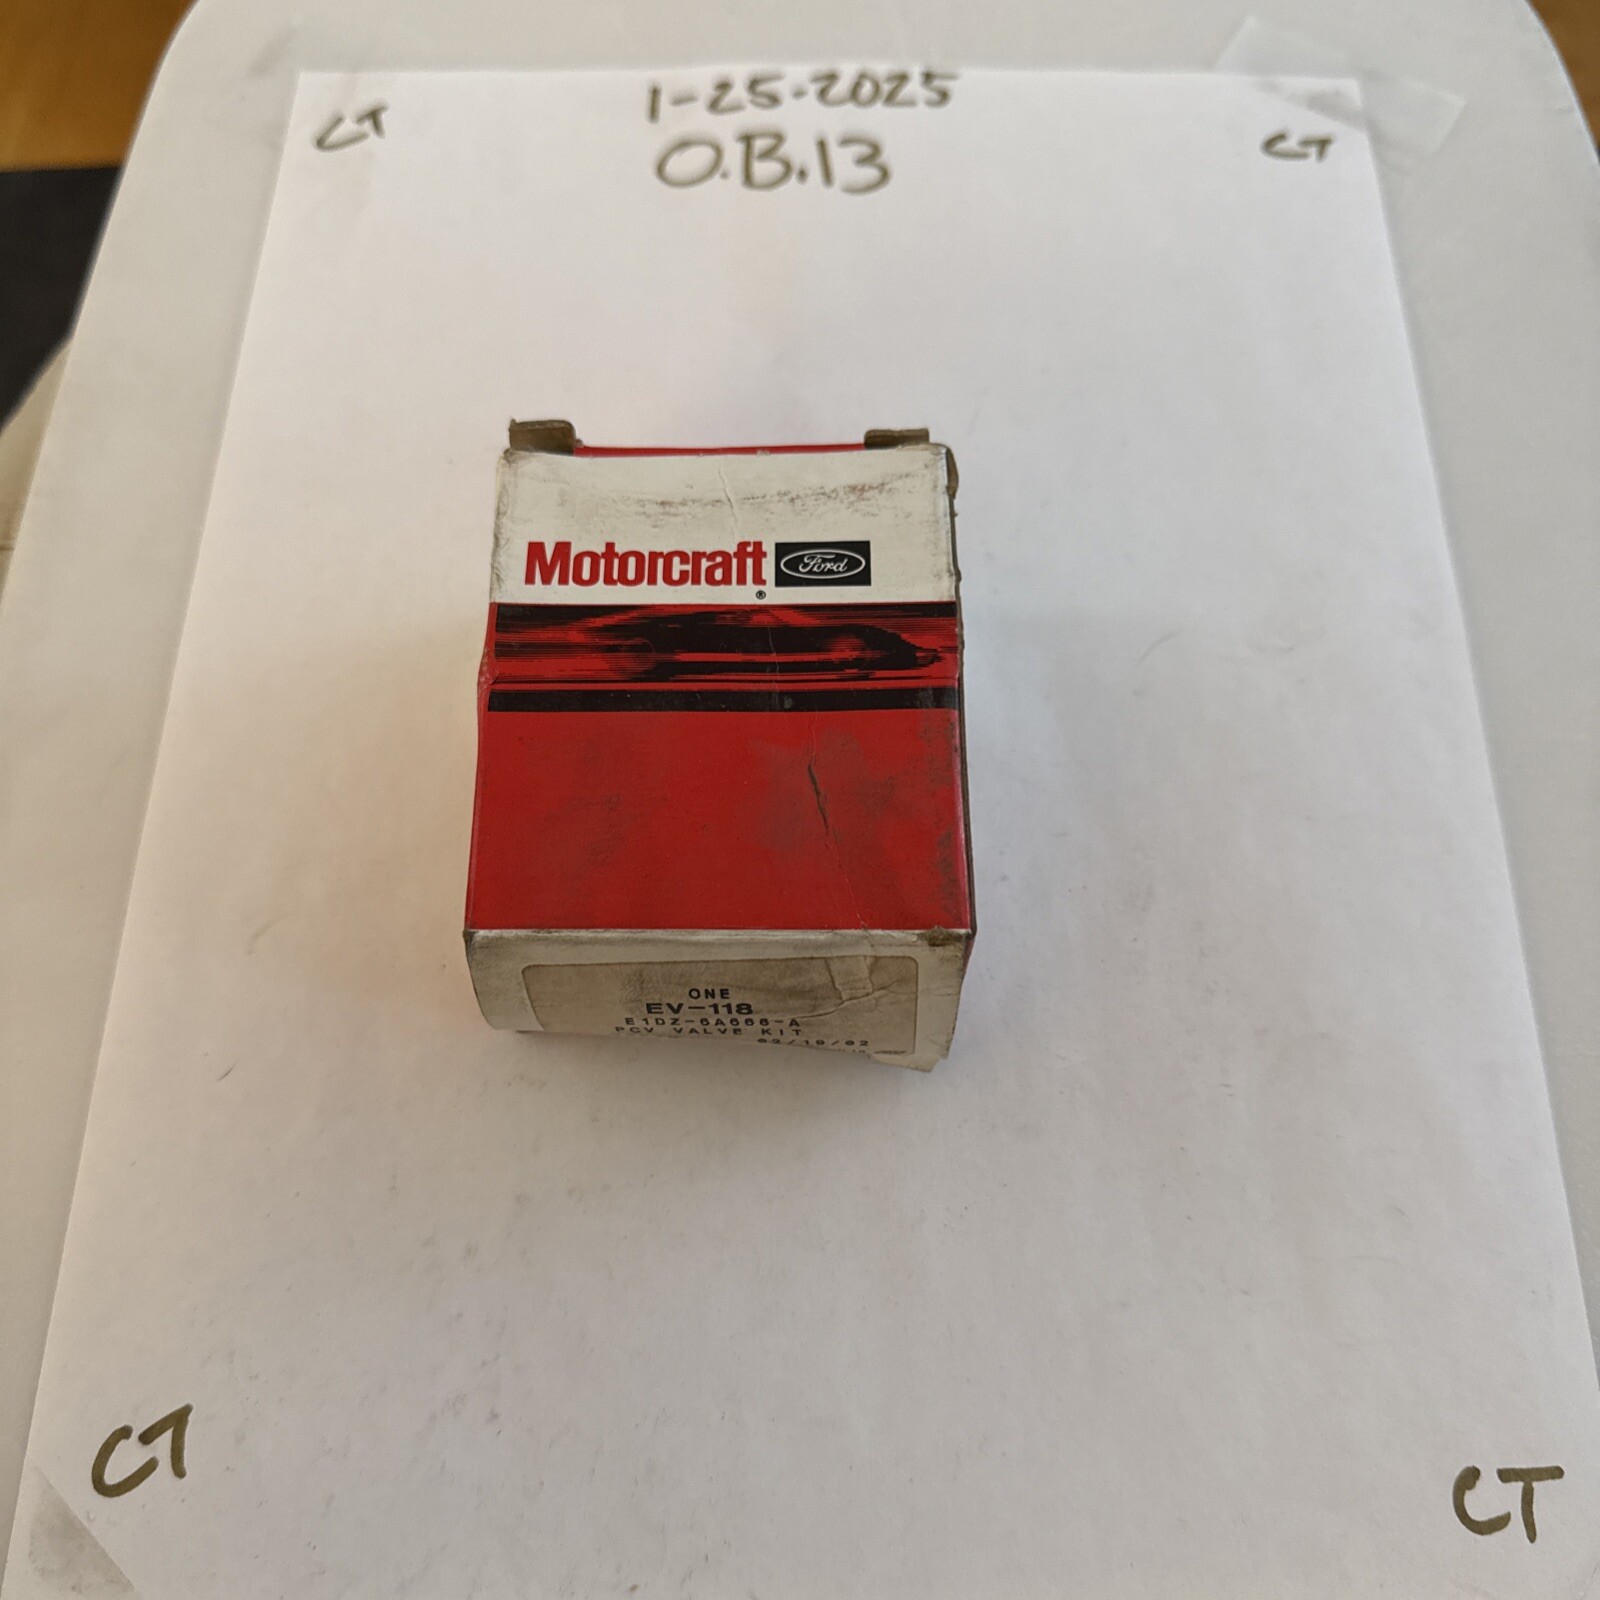 1-25-2025
O.B.13
CT CT
Motorcraft® Ford
ONE
EV-118
E1DZ-6A666-A
PCV VALVE KIT
CT CT